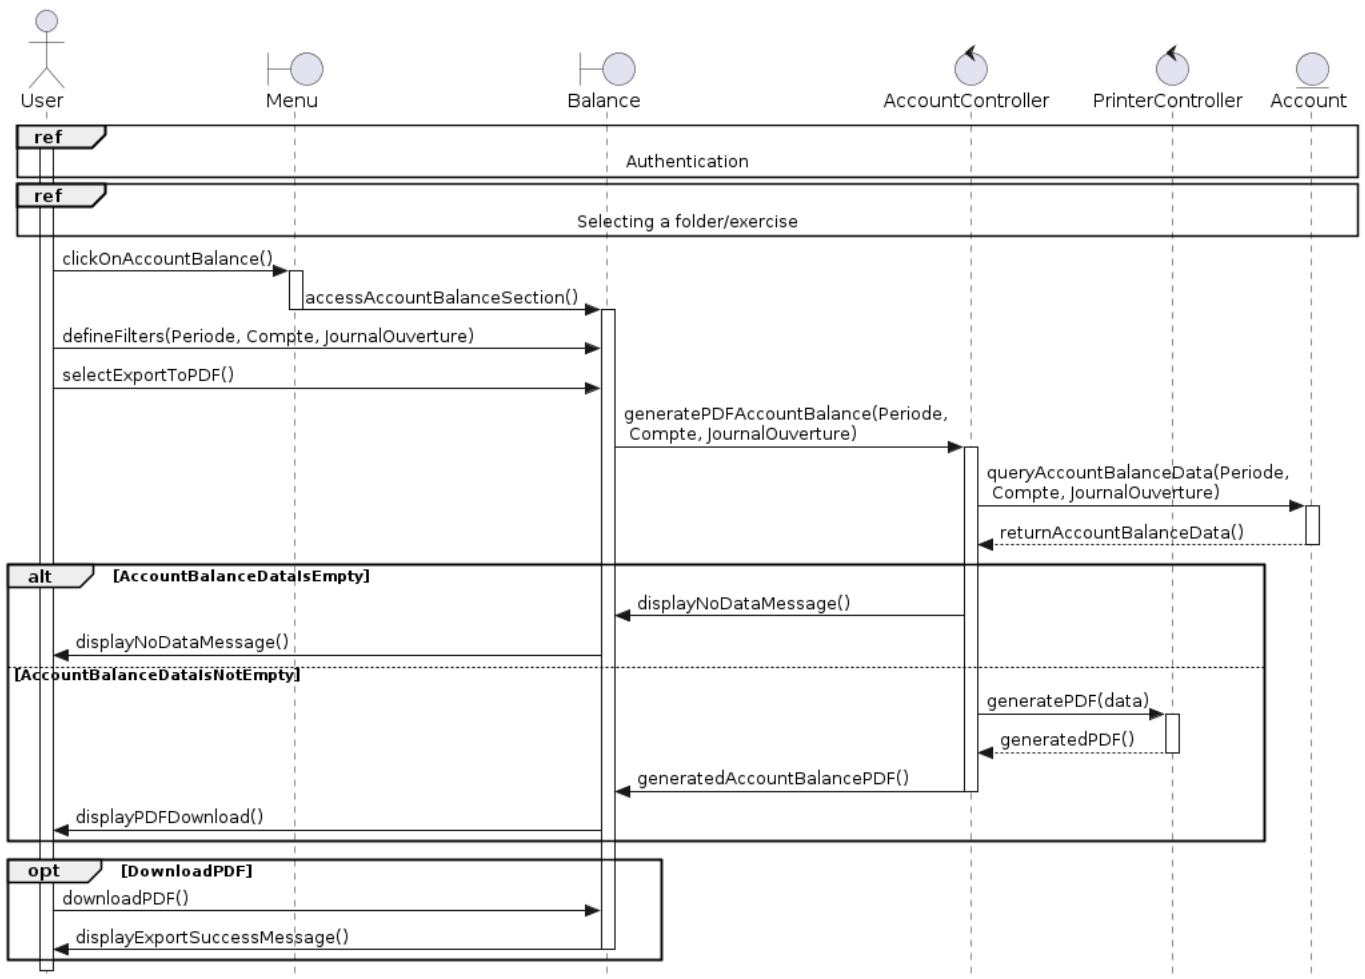 User
Menu
Balance
AccountController
PrinterController
Account
ref
Authentication
ref
Selecting a folder/exercise
clickOnAccountBalance()
accessAccountBalanceSection()
defineFilters(Periode, Compte, JournalOuverture)
selectExportToPDF()
generatePDFAccountBalance(Periode,
Compte, JournalOuverture)
queryAccountBalanceData(Periode,
Compte, JournalOuverture)
returnAccountBalanceData()
alt
[AccountBalanceDataIsEmpty]
displayNoDataMessage()
displayNoDataMessage()
[AccountBalanceDataIsNotEmpty]
generatePDF(data)
generatedPDF()
generatedAccountBalancePDF()
displayPDFDownload()
opt
[DownloadPDF]
downloadPDF()
displayExportSuccessMessage()